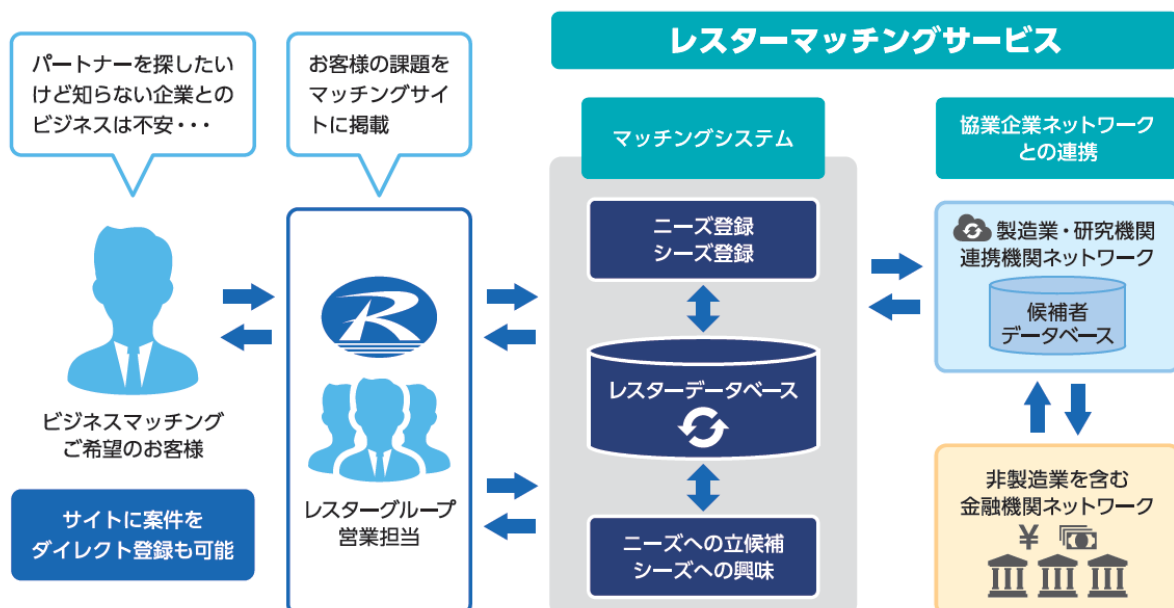 レスターマッチングサービス
パートナーを探したい
けど知らない企業との
ビジネスは不安・・・
お客様の課題を
マッチングサイ
トに掲載
マッチングシステム
協業企業ネットワーク
との連携
ニーズ登録
シーズ登録
製造業・研究機関
連携機関ネットワーク
候補者
データベース
R
レスターデータベース
ビジネスマッチング
ご希望のお客様
サイトに案件を
ダイレクト登録も可能
レスターグループ
営業担当
ニーズへの立候補
シーズへの興味
非製造業を含む
金融機関ネットワーク
¥